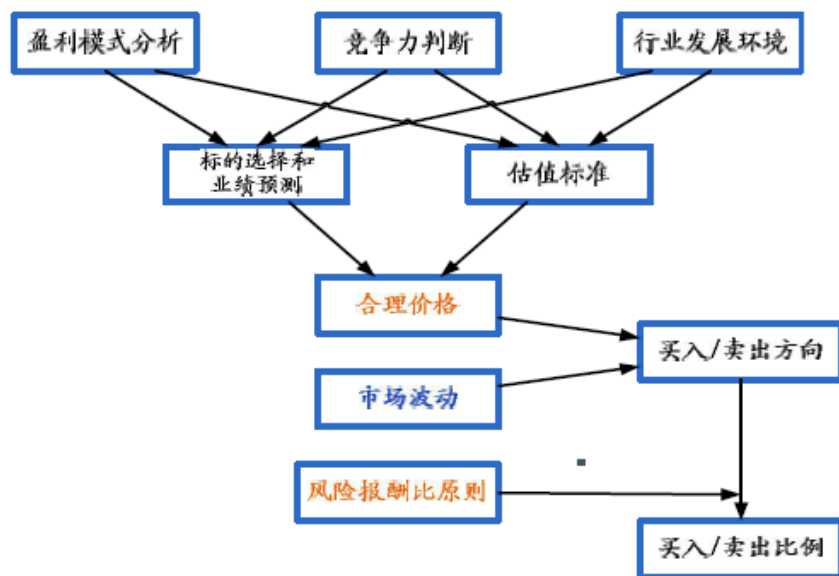 盈利模式分析
竞争力判断
行业发展环境
标的选择和
业绩预测
估值标准
合理价格
买入/卖出方向
市场波动
风险报酬比原则
买入/卖出比例